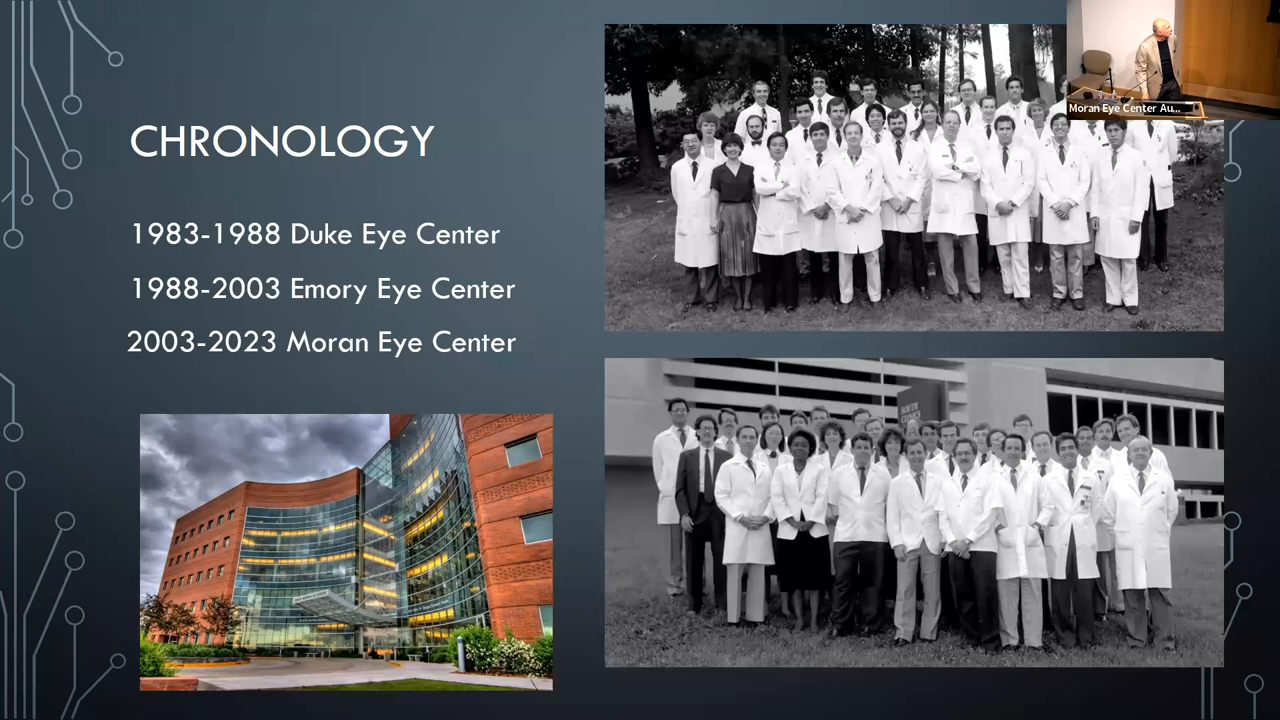 CHRONOLOGY
1983-1988 Duke Eye Center
1988-2003 Emory Eye Center
2003-2023 Moran Eye Center
Moran Eye Center Au...